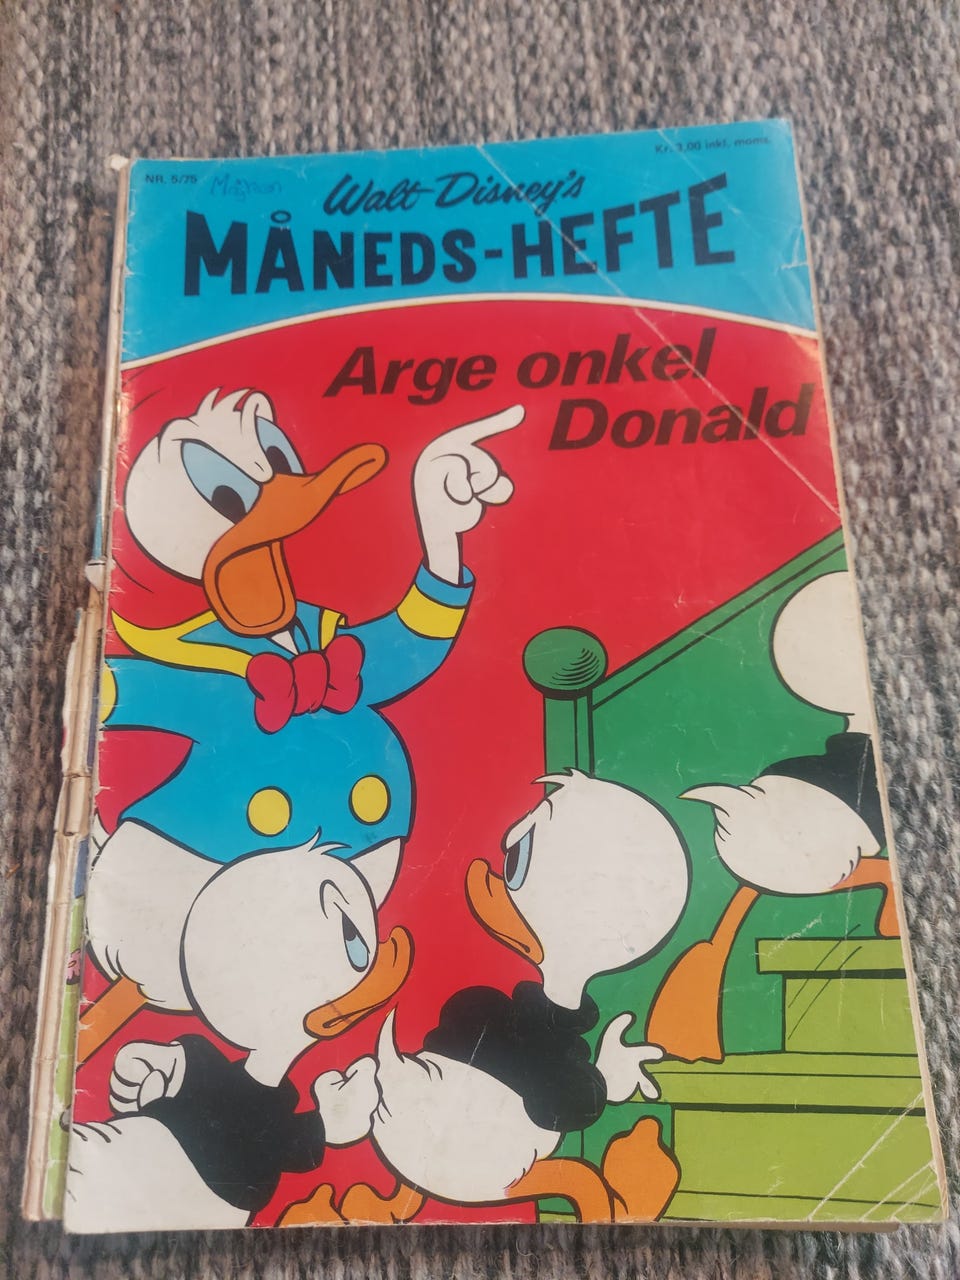 NR. 5/75
Kr. 3,00 inkl. moms.
Walt Disney's
MÅNEDS-HEFTE
Arge onkel
Donald